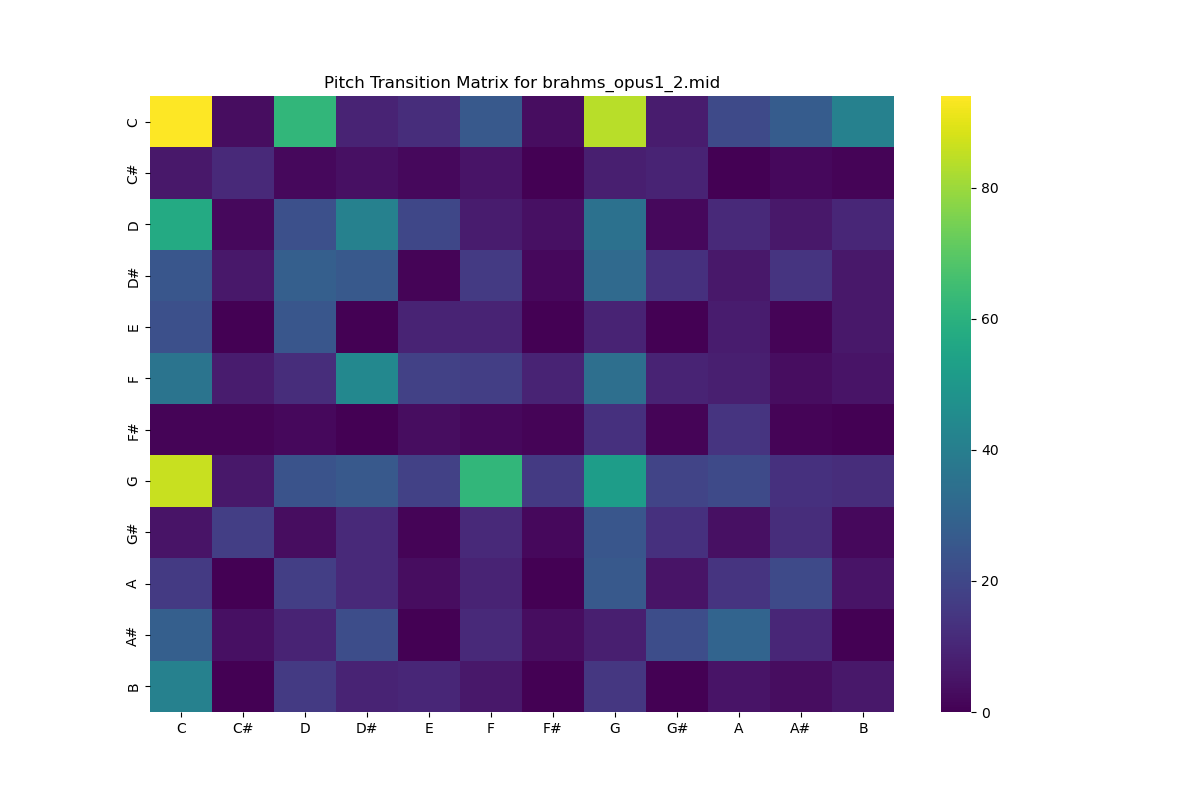 Pitch Transition Matrix for brahms_opus1_2.mid
C
C#
D
D#
E
F
F#
G
G#
A
A#
B
C C# D D# E F F# G G# A A# B
80
60
40
20
0